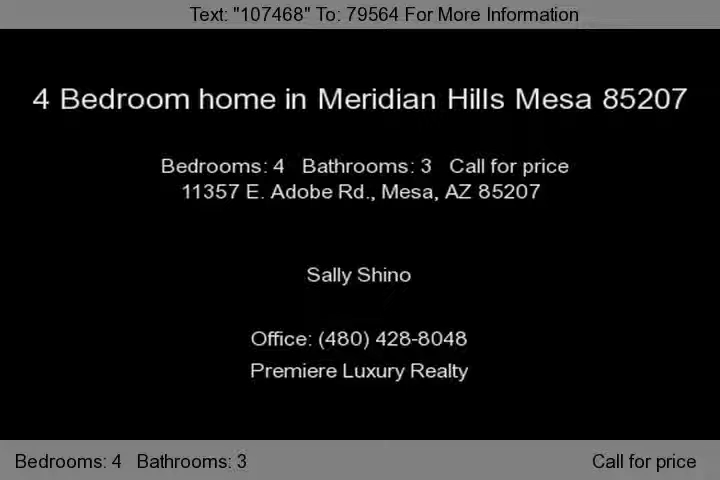 Text: "107468" To: 79564 For More Information
4 Bedroom home in Meridian Hills Mesa 85207
Bedrooms: 4 Bathrooms: 3 Call for price
11357 E. Adobe Rd., Mesa, AZ 85207
Sally Shino
Office: (480) 428-8048
Premiere Luxury Realty
Bedrooms: 4 Bathrooms: 3 Call for price